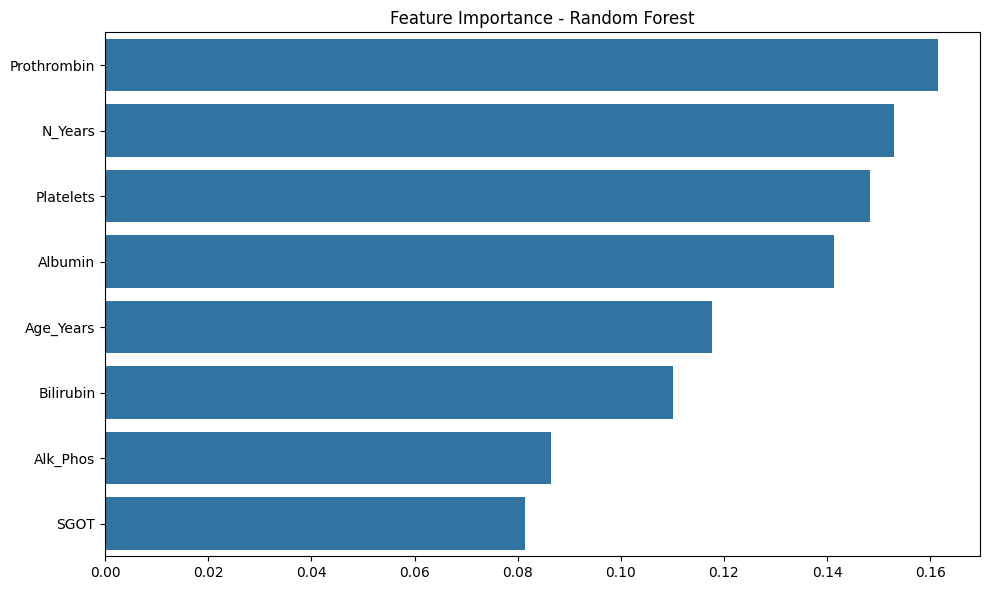 Feature Importance - Random Forest
Prothrombin
N_Years
Platelets
Albumin
Age_Years
Bilirubin
Alk_Phos
SGOT
0.00 0.02 0.04 0.06 0.08 0.10 0.12 0.14 0.16